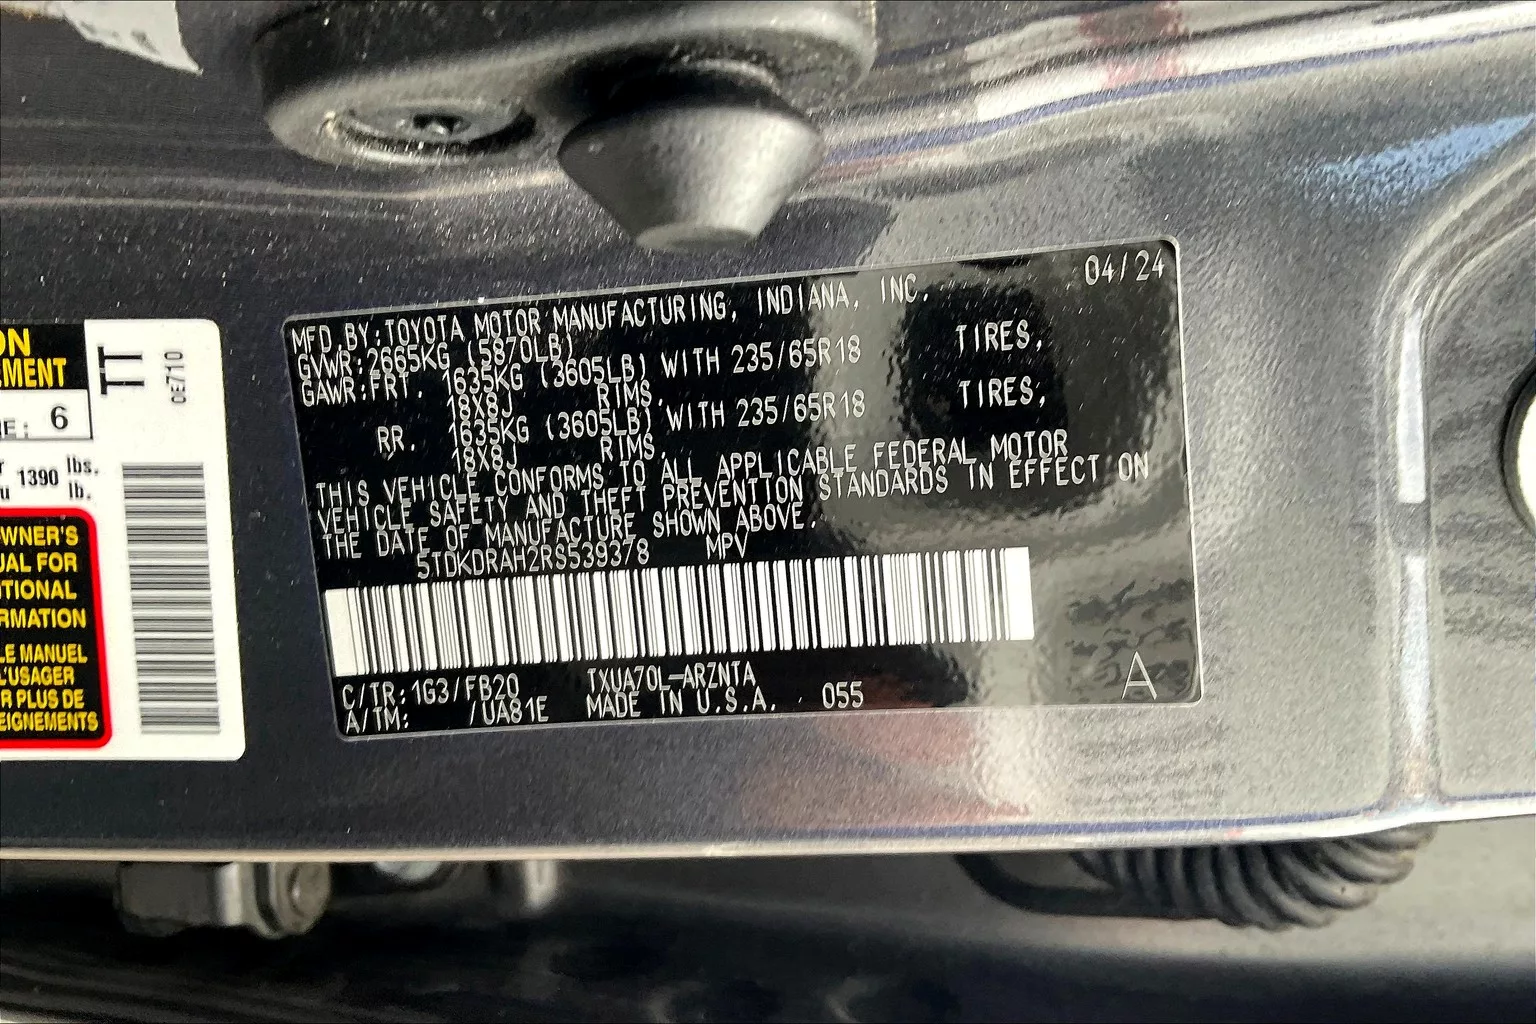 ON
EMENT
E: 6
r 1390 lbs.
u lb.
OWNER'S
UAL FOR
TIONAL
RMATION
LE MANUEL
L'USAGER
R PLUS DE
EIGNEMENTS
TT
0E710
04/24
MFD.BY:TOYOTA MOTOR MANUFACTURING, INDIANA, INC.
GVWR:2665KG (5870LB)
GAWR:FRT. 1635KG (3605LB) WITH 235/65R18 TIRES,
18X8J RIMS,
RR. 1635KG (3605LB) WITH 235/65R18 TIRES,
18X8J RIMS.
THIS VEHICLE CONFORMS TO ALL APPLICABLE FEDERAL MOTOR
VEHICLE SAFETY AND THEFT PREVENTION STANDARDS IN EFFECT ON
THE DATE OF MANUFACTURE SHOWN ABOVE.
5TDKDRAH2RS539378 MPV
C/TR:1G3/FB20 TXUA70L-ARZNTA
A/TM: /UA81E MADE IN U.S.A. 055
A